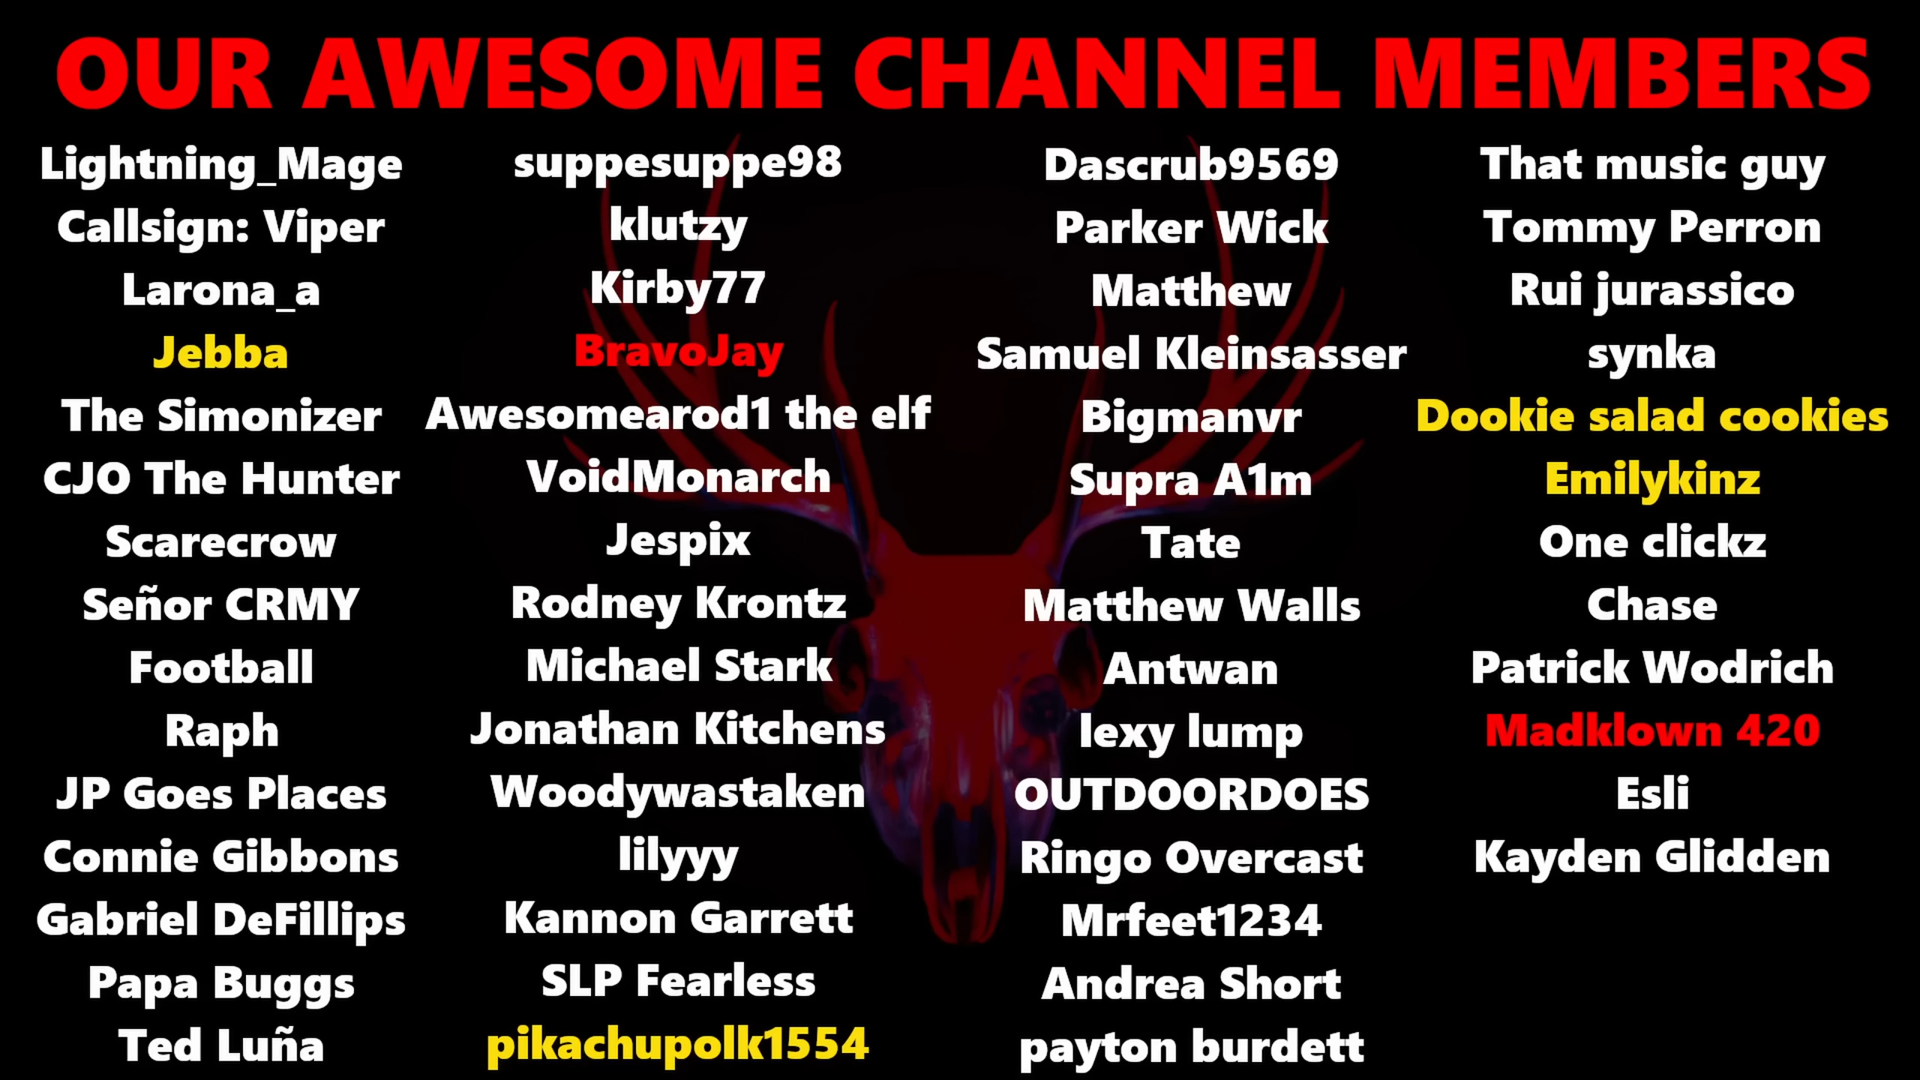 OUR AWESOME CHANNEL MEMBERS
Lightning_Mage
Callsign: Viper
Larona_a
Jebba
The Simonizer
CJO The Hunter
Scarecrow
Señor CRMY
Football
Raph
JP Goes Places
Connie Gibbons
Gabriel DeFillips
Papa Buggs
Ted Luña
suppesuppe98
klutzy
Kirby77
BravoJay
Awesomearod1 the elf
VoidMonarch
Jespix
Rodney Krontz
Michael Stark
Jonathan Kitchens
Woodywastaken
lilyyy
Kannon Garrett
SLP Fearless
pikachupolk1554
Dascrub9569
Parker Wick
Matthew
Samuel Kleinsasser
Bigmanvr
Supra A1m
Tate
Matthew Walls
Antwan
lexy lump
OUTDOORDOES
Ringo Overcast
Mrfeet1234
Andrea Short
payton burdett
That music guy
Tommy Perron
Rui jurassico
synka
Dookie salad cookies
Emilykinz
One clickz
Chase
Patrick Wodrich
Madklown 420
Esli
Kayden Glidden